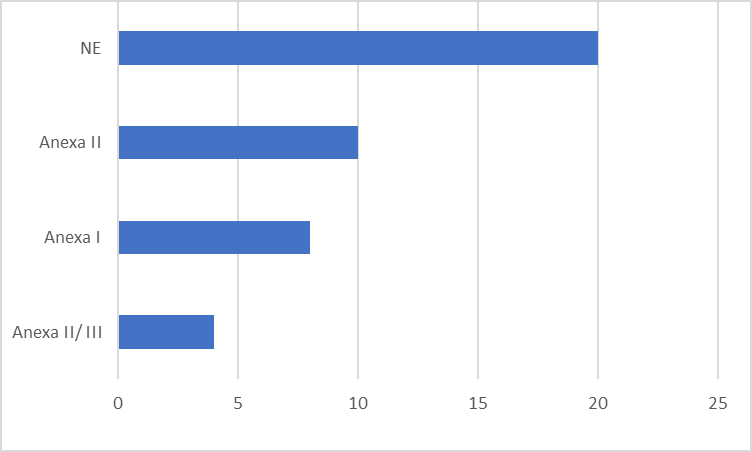 NE
Anexa II
Anexa I
Anexa II/ III
0 5 10 15 20 25